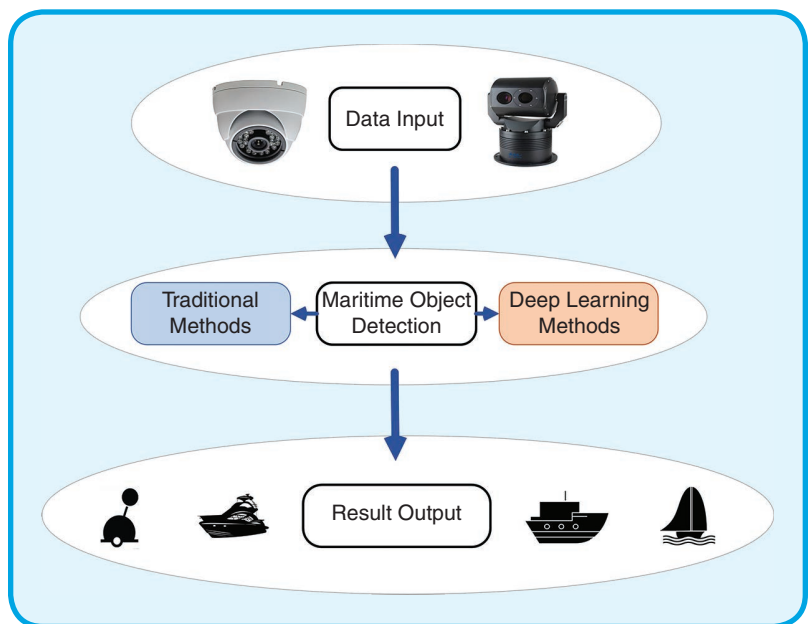 Data Input
Traditional
Methods
Maritime Object
Detection
Deep Learning
Methods
Result Output